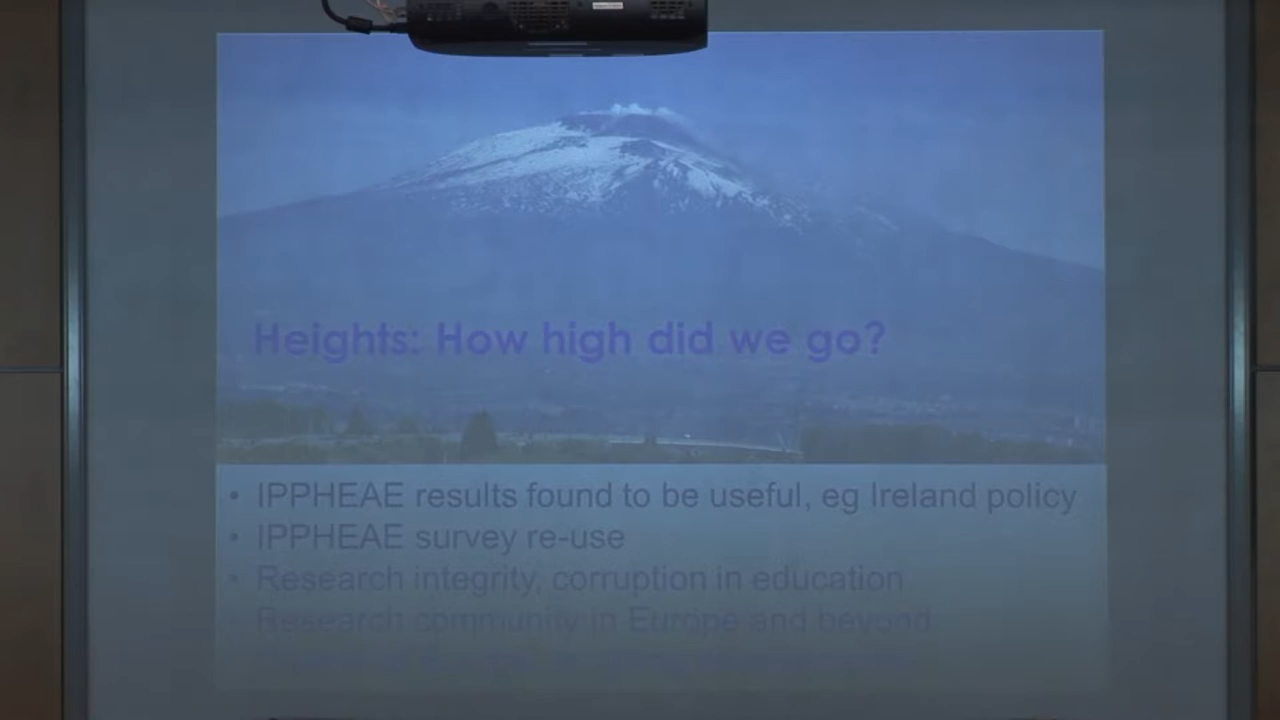 Heights: How high did we go?
• IPPHEAE results found to be useful, eg Ireland policy
• IPPHEAE survey re-use
• Research integrity, corruption in education
Research community in Europe and beyond